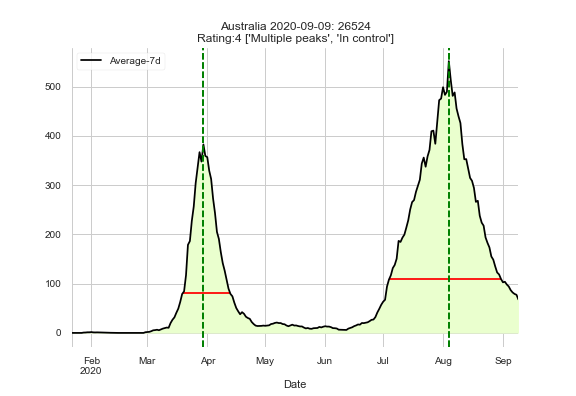 Australia 2020-09-09: 26524
Rating:4 ['Multiple peaks', 'In control']
Average-7d
500
400
300
200
100
0
Feb Mar Apr May Jun Jul Aug Sep
2020
Date